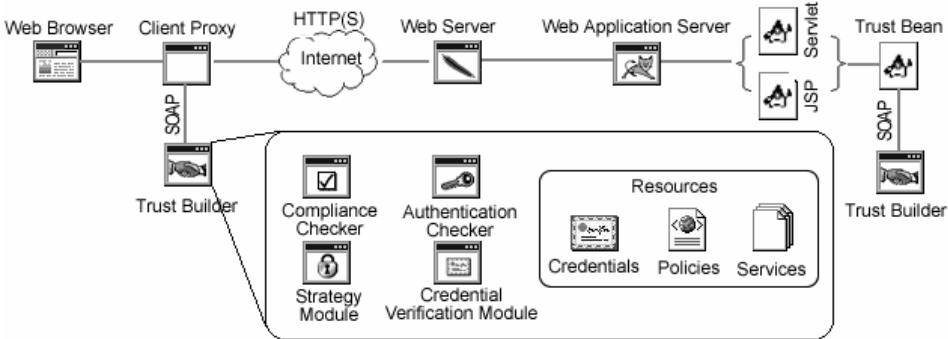 Web Browser
Client Proxy
HTTP(S)
Internet
Web Server
Web Application Server
Servlet
JSP
Trust Bean
SOAP
SOAP
Trust Builder
Trust Builder
Compliance
Checker
Authentication
Checker
Strategy
Module
Credential
Verification Module
Resources
Credentials
Policies
Services